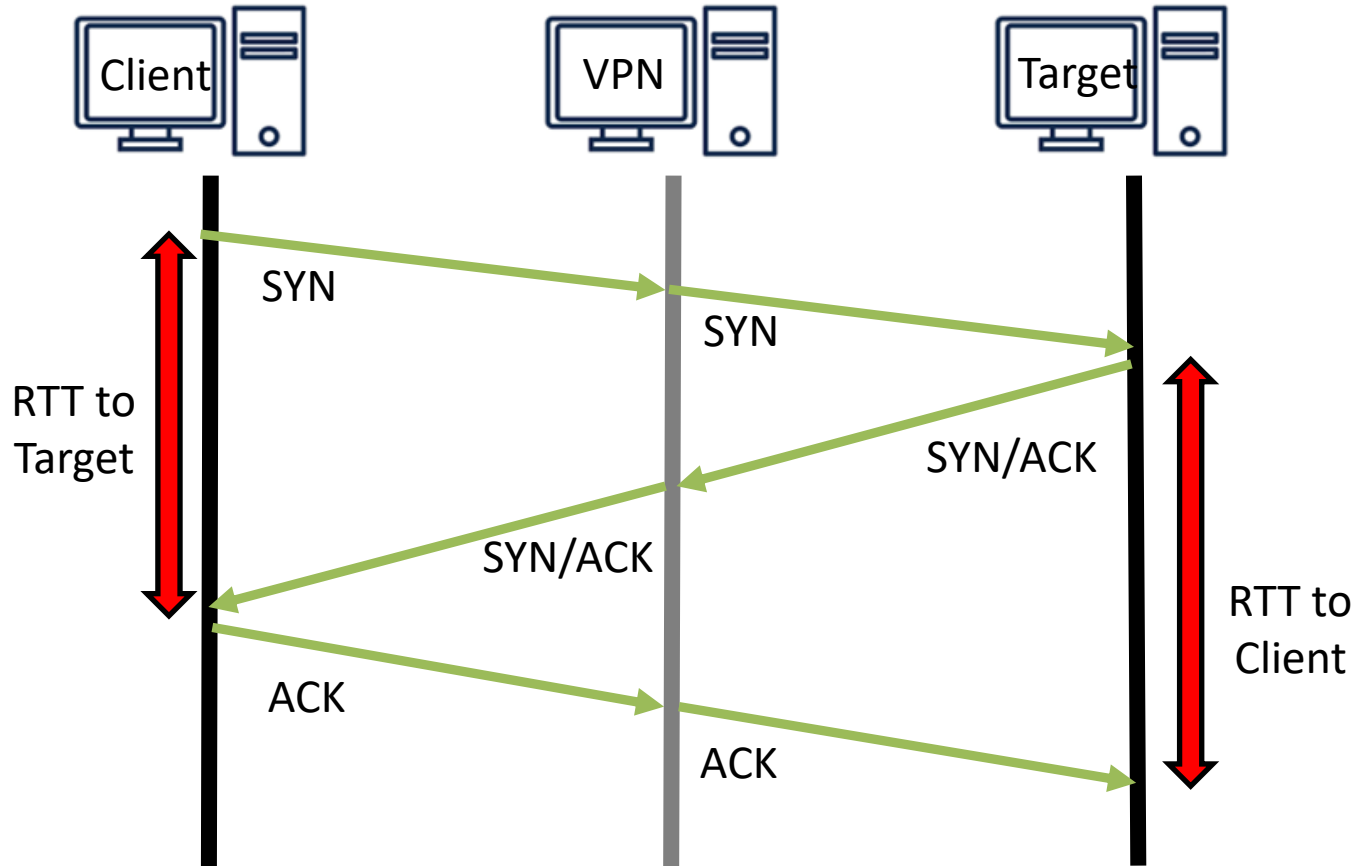 Client
VPN
Target
SYN
SYN
RTT to
Target
SYN/ACK
SYN/ACK
RTT to
Client
ACK
ACK